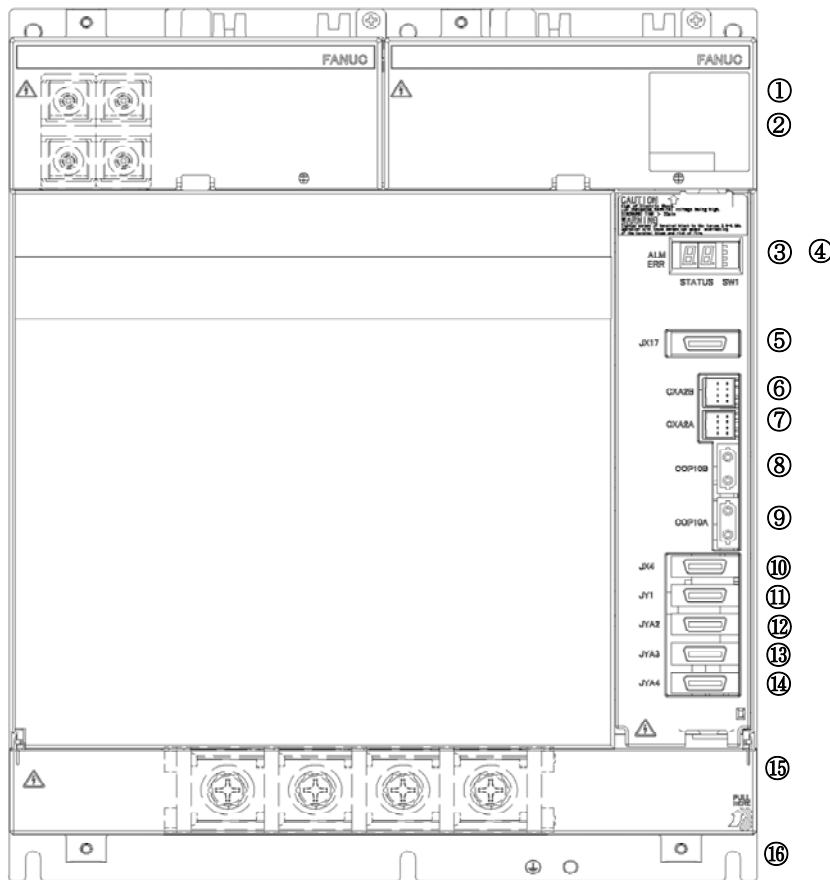 FANUC FANUC
①
②
CAUTION
WARNING
ALM
ERR
③ ④
STATUS SW1
JX17 ⑤
CXA2B ⑥
CXA2A ⑦
COP10B ⑧
COP10A ⑨
JX4 ⑩
JY1 ⑪
JYA2 ⑫
JYA3 ⑬
JYA4 ⑭
⑮
PULL
HERE
⑯